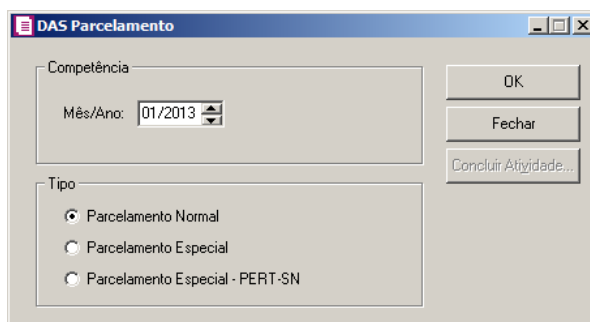 DAS Parcelamento
Competência
Mês/Ano: 01/2013
OK
Fechar
Concluir Atividade...
Tipo
Parcelamento Normal
Parcelamento Especial
Parcelamento Especial - PERT-SN